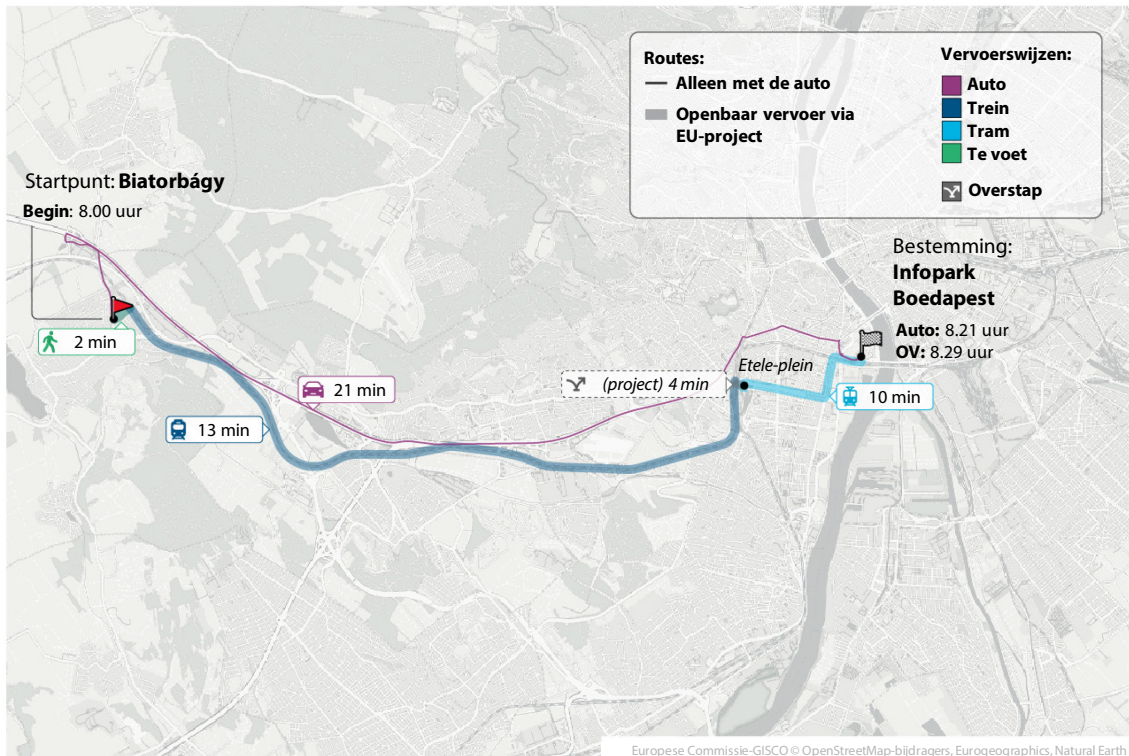 Routes:
Alleen met de auto
Openbaar vervoer via
EU-project
Vervoerswijzen:
Auto
Trein
Tram
Te voet
Overstap
Startpunt: Biatorbágy
Begin: 8.00 uur
Bestemming:
Infopark
Boedapest
Auto: 8.21 uur
OV: 8.29 uur
2 min
21 min
13 min
(project) 4 min
Etele-plein
10 min
Europese Commissie-GISCO © OpenStreetMap-bijdragers, Eurogeographics, Natural Earth